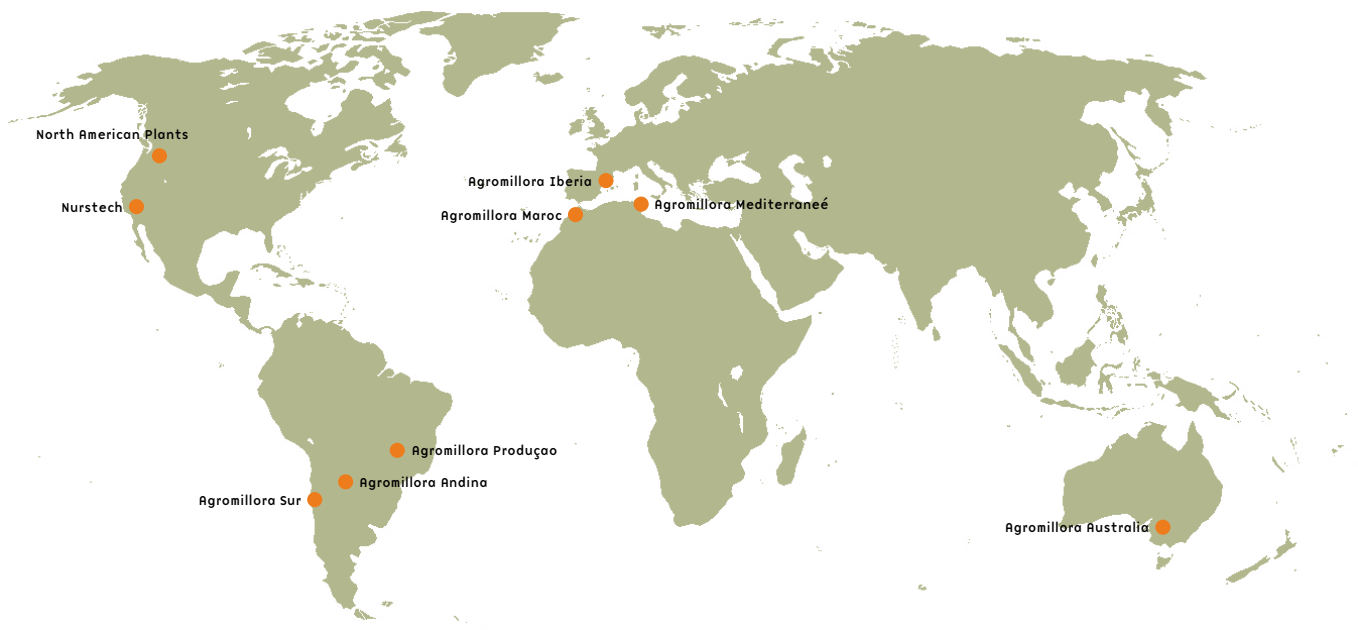 North American Plants
Nurstech
Agromillora Iberia
Agromillora Mediterraneé
Agromillora Maroc
Agromillora Produçao
Agromillora Andina
Agromillora Sur
Agromillora Australia